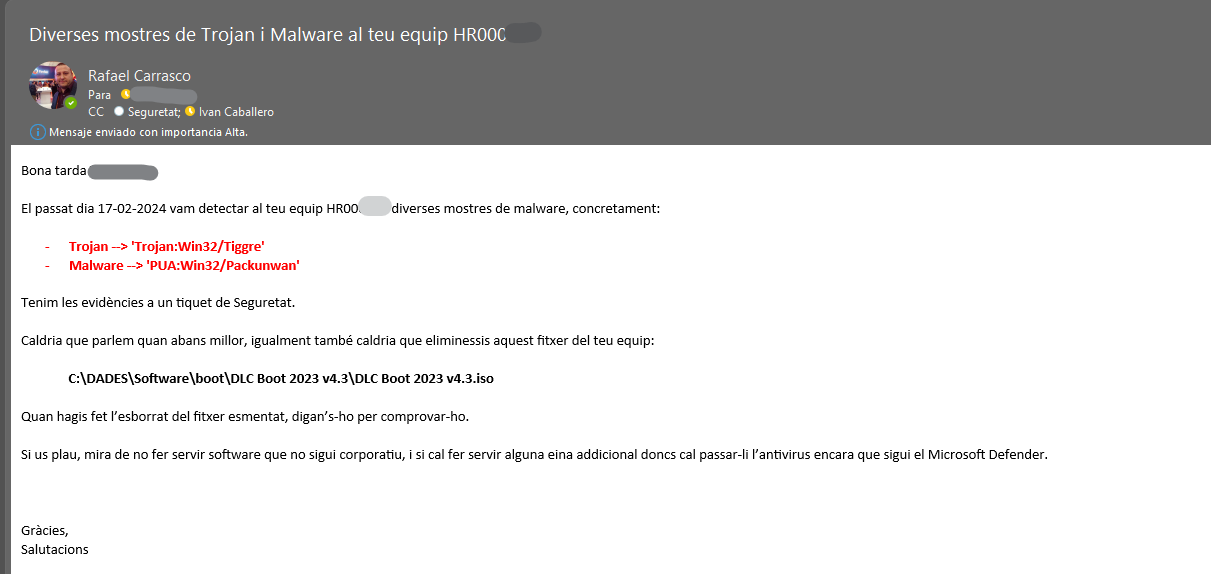 Diverses mostres de Trojan i Malware al teu equip HR000
Rafael Carrasco
Para
CC Seguretat; Ivan Caballero
Mensaje enviado con importancia Alta.
Bona tarda
El passat dia 17-02-2024 vam detectar al teu equip HR00 diverses mostres de malware, concretament:
- Trojan --> 'Trojan:Win32/Tiggre'
- Malware --> 'PUA:Win32/Packunwan'
Tenim les evidències a un tiquet de Seguretat.
Caldria que parlem quan abans millor, igualment també caldria que eliminessis aquest fitxer del teu equip:
C:\DADES\Software\boot\DLC Boot 2023 v4.3\DLC Boot 2023 v4.3.iso
Quan hagis fet l’esborrat del fitxer esmentat, digan’s-ho per comprovar-ho.
Si us plau, mira de no fer servir software que no sigui corporatiu, i si cal fer servir alguna eina addicional doncs cal passar-li l’antivirus encara que sigui el Microsoft Defender.
Gràcies,
Salutacions